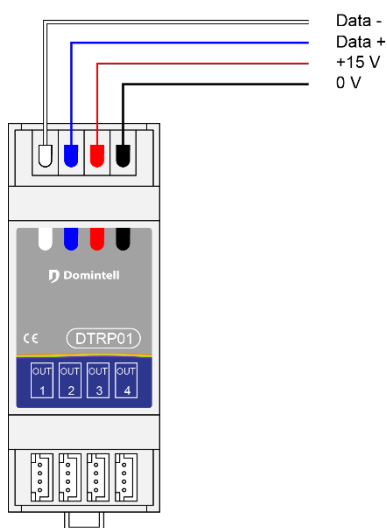 Data -
Data +
+15 V
0 V
Domintell
CE DTRP01
OUT OUT OUT OUT
1 2 3 4